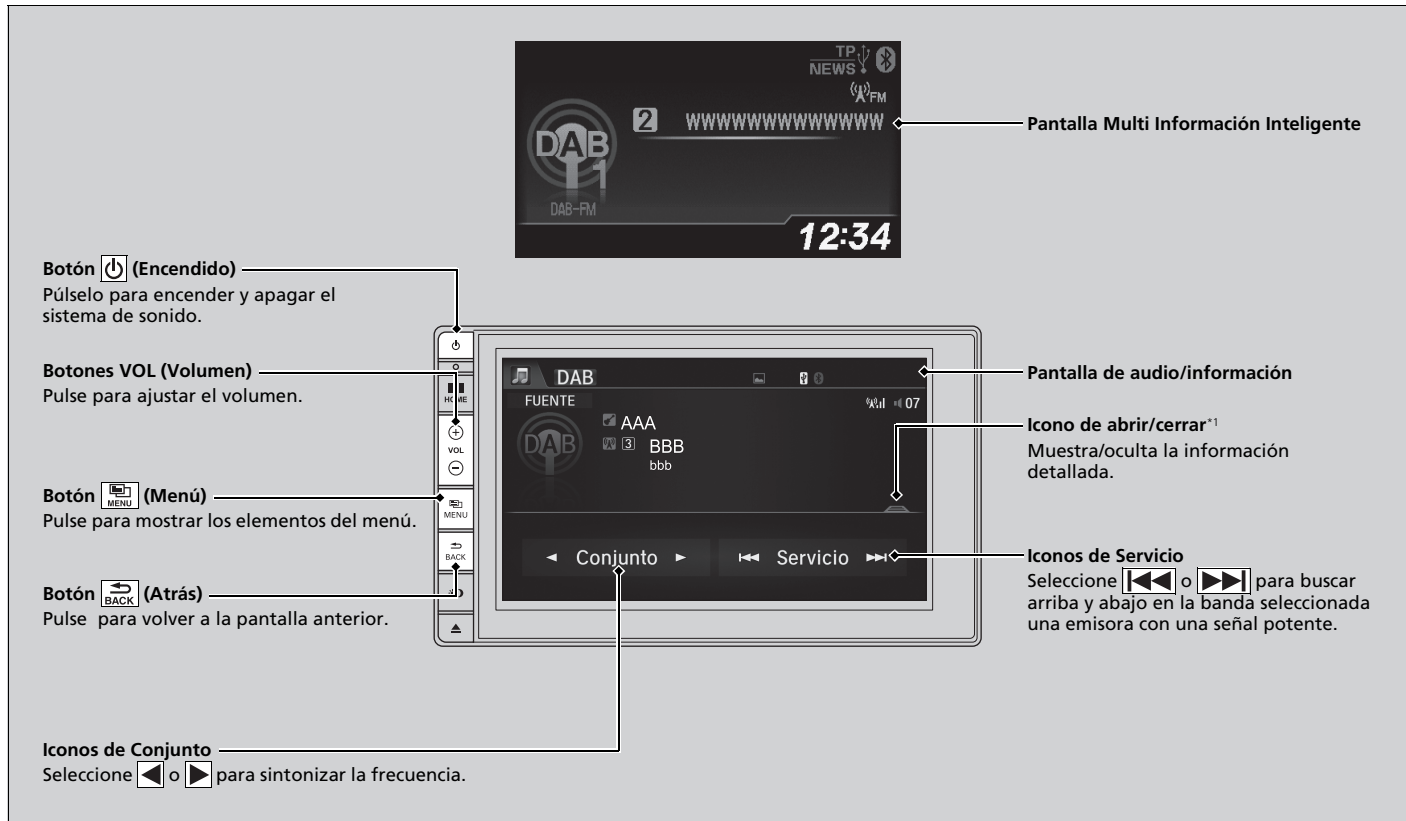 TP
NEWS
FM
2 WWWWWWWWWWWWW
DAB
1
DAB-FM
12:34
Pantalla Multi Información Inteligente
Botón (Encendido)
Púlselo para encender y apagar el
sistema de sonido.
Botones VOL (Volumen)
Pulse para ajustar el volumen.
Botón MENU (Menú)
Pulse para mostrar los elementos del menú.
Botón BACK (Atrás)
Pulse para volver a la pantalla anterior.
HOME
VOL
MENU
BACK
DAB
FUENTE
07
DAB
AAA
3 BBB
bbb
Conjunto
Servicio
Pantalla de audio/información
Icono de abrir/cerrar*1
Muestra/oculta la información
detallada.
Iconos de Servicio
Seleccione o para buscar
arriba y abajo en la banda seleccionada
una emisora con una señal potente.
Iconos de Conjunto
Seleccione o para sintonizar la frecuencia.